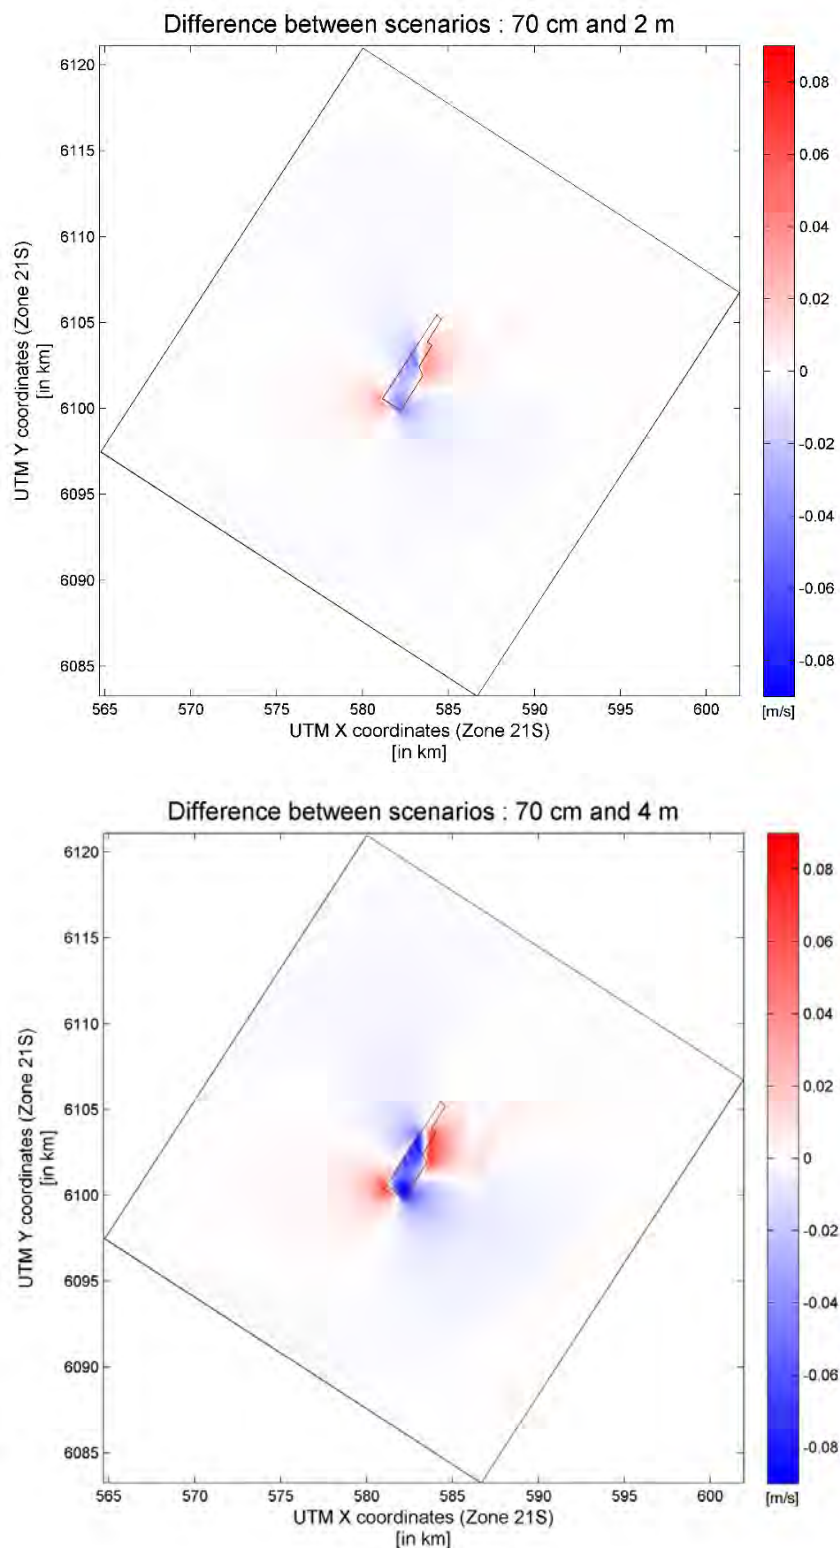 Difference between scenarios : 70 cm and 2 m
6120
6115
6110
6105
6100
6095
6090
6085
UTM Y coordinates (Zone 21S)
[in km]
565 570 575 580 585 590 595 600
UTM X coordinates (Zone 21S)
[in km]
0.08
0.06
0.04
0.02
0
-0.02
-0.04
-0.06
-0.08
[m/s]
Difference between scenarios : 70 cm and 4 m
6120
6115
6110
6105
6100
6095
6090
6085
UTM Y coordinates (Zone 21S)
[in km]
565 570 575 580 585 590 595 600
UTM X coordinates (Zone 21S)
[in km]
0.08
0.06
0.04
0.02
0
-0.02
-0.04
-0.06
-0.08
[m/s]